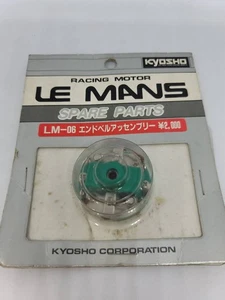 KYOSHO
RACING MOTOR
LE MANS
SPARE PARTS
LM-06 エンドベルアッセンブリー ¥2,000
KYOSHO CORPORATION